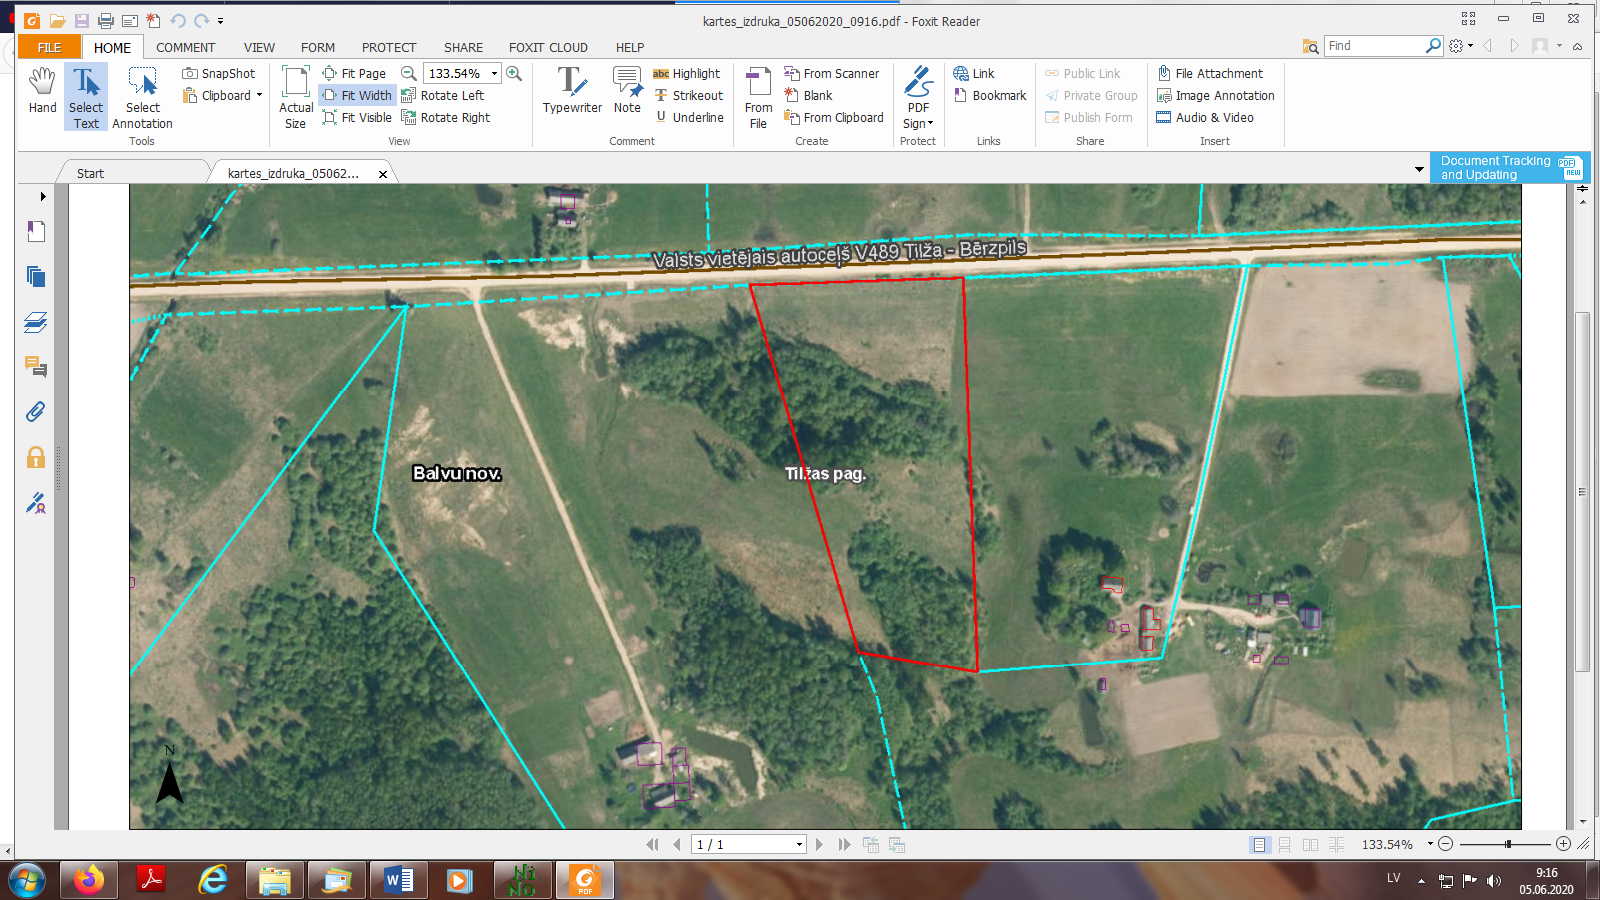 kartes_izdruka_05062020_0916.pdf - Foxit Reader
FILE HOME COMMENT VIEW FORM PROTECT SHARE FOXIT CLOUD HELP
Find
Hand
Select Text
Select Annotation
SnapShot
Clipboard
Tools
Actual Size
Fit Page
Fit Width
Fit Visible
133.54%
Rotate Left
Rotate Right
View
Typewriter
Note
Highlight
Strikeout
Underline
Comment
From File
From Scanner
Blank
From Clipboard
Create
PDF Sign
Protect
Link
Bookmark
Links
Public Link
Private Group
Publish Form
Share
File Attachment
Image Annotation
Audio & Video
Insert
Start
kartes_izdruka_05062...
Document Tracking
and Updating
Valsts vietējais autoceļš V489 Tilža - Bērzpils
Balvu nov.
Tilžas pag.
N
1 / 1
133.54%
LV
9:16
05.06.2020